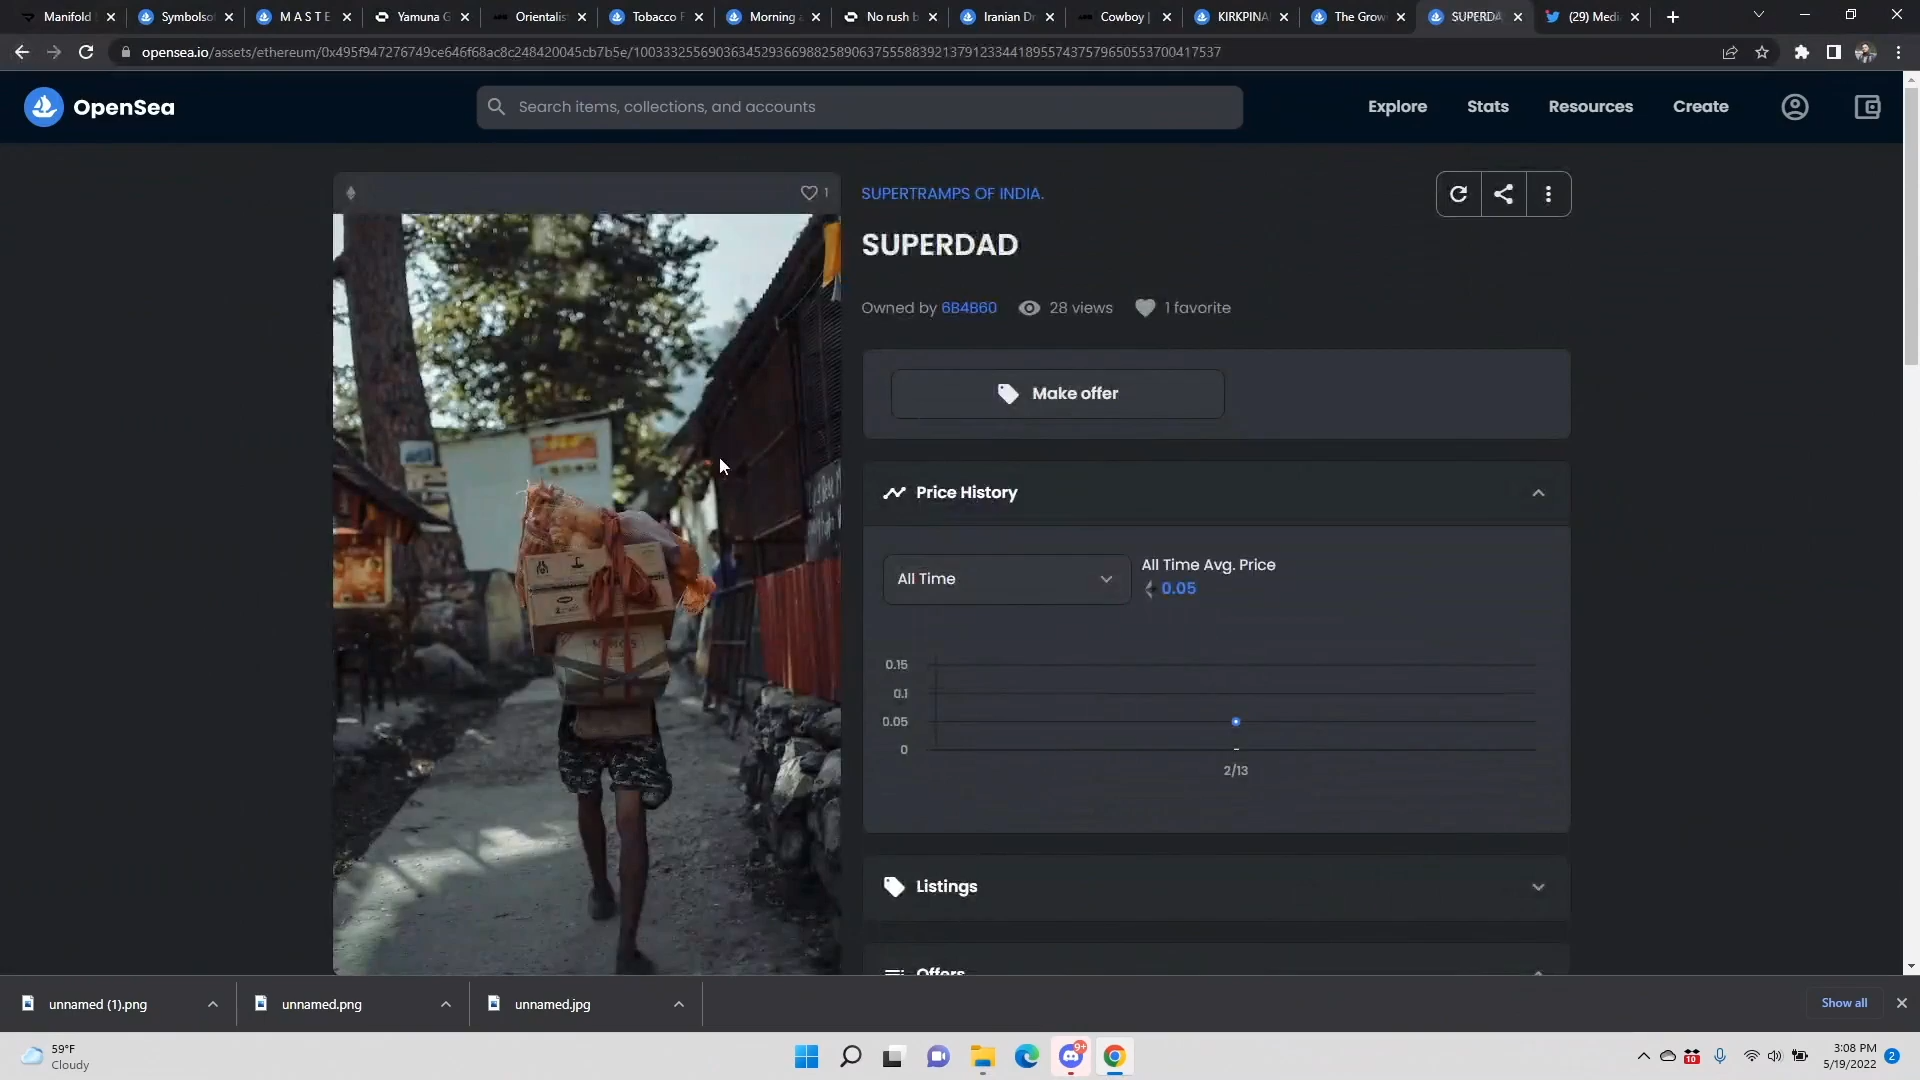 Manifold
Symbolso
M A S T E
Yamuna G
Orientalis
Tobacco F
Morning a
No rush b
Iranian Dr
Cowboy |
KIRKPINA
The Grow
SUPERDA
(29) Medi
opensea.io/assets/ethereum/0x495f947276749ce646f68ac8c248420045cb7b5e/100333255690363452936698825890637555883921379123344189557437579650553700417537
OpenSea
Search items, collections, and accounts
Explore
Stats
Resources
Create
1
SUPERTRAMPS OF INDIA.
SUPERDAD
Owned by 6B4B60
28 views
1 favorite
Make offer
Price History
All Time
All Time Avg. Price
0.05
0.15
0.1
0.05
0
2/13
Listings
Offers
unnamed (1).png
unnamed.png
unnamed.jpg
Show all
59°F
Cloudy
9+
10
3:08 PM
5/19/2022
2